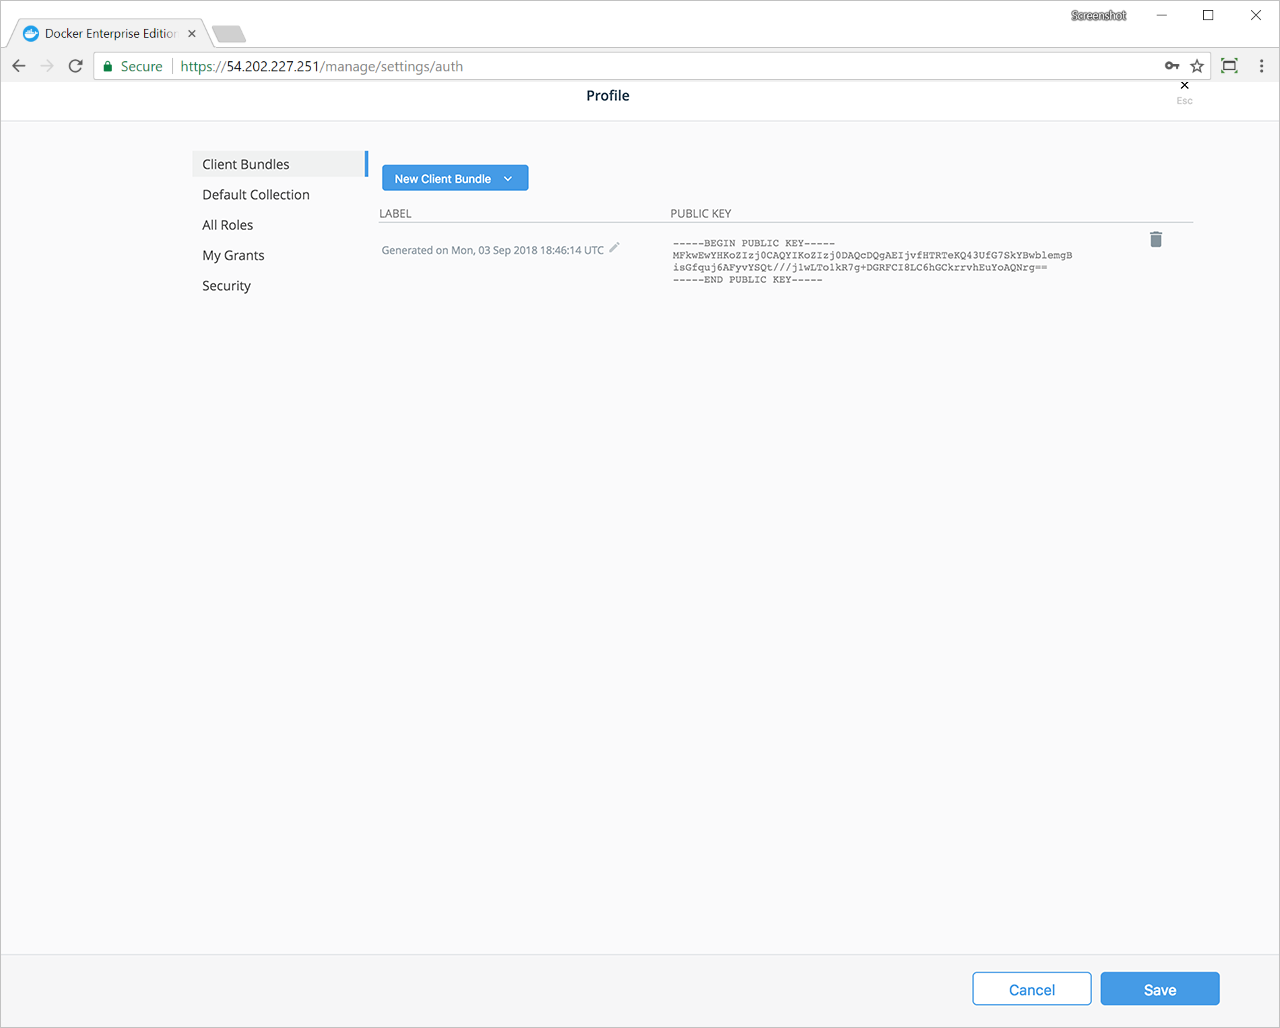 Screenshot
Docker Enterprise Edition
Secure https://54.202.227.251/manage/settings/auth
Profile
Esc
Client Bundles
Default Collection
All Roles
My Grants
Security
New Client Bundle
LABEL PUBLIC KEY
Generated on Mon, 03 Sep 2018 18:46:14 UTC
-----BEGIN PUBLIC KEY-----
MFkwEwYHKoZIzj0CAQYIKoZIzj0DAQcDQgAEIjvfHTRTeKQ43UfG7SkYBwblemgB
isGfquj6AFyvYSQt///j1wLTo1kR7g+DGRFCI8LC6hGCkrrvhEuYoAQNrg==
-----END PUBLIC KEY-----
Cancel Save